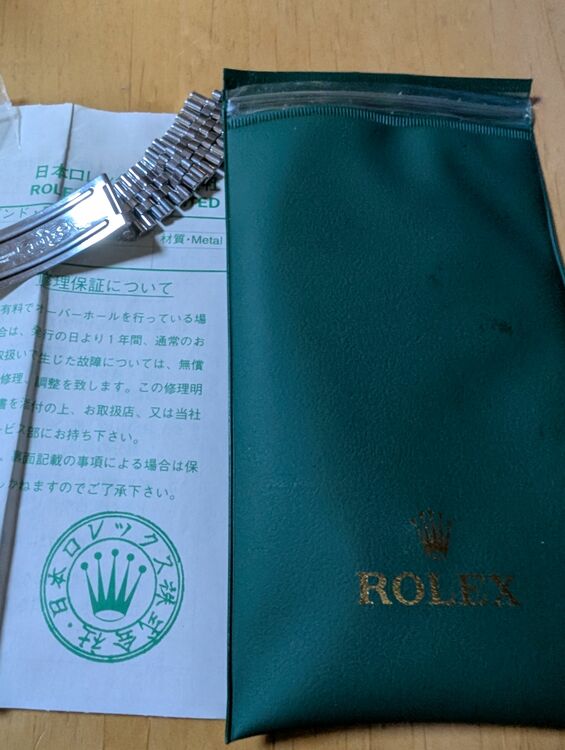 日本ロレ
ROLE TED
材質・Metal
修理保証について
有料でオーバーホールを行っている場
合は、発行の日より１年間、通常のお
取扱いで生じた故障については、無償
修理、調整を致します。この修理明
書を添付の上、お取扱店、又は当社
ービス部にお持ち下さい。
、裏面記載の事項による場合は保
しかねますのでご了承下さい。
日本ロレックス株式会社
ROLEX